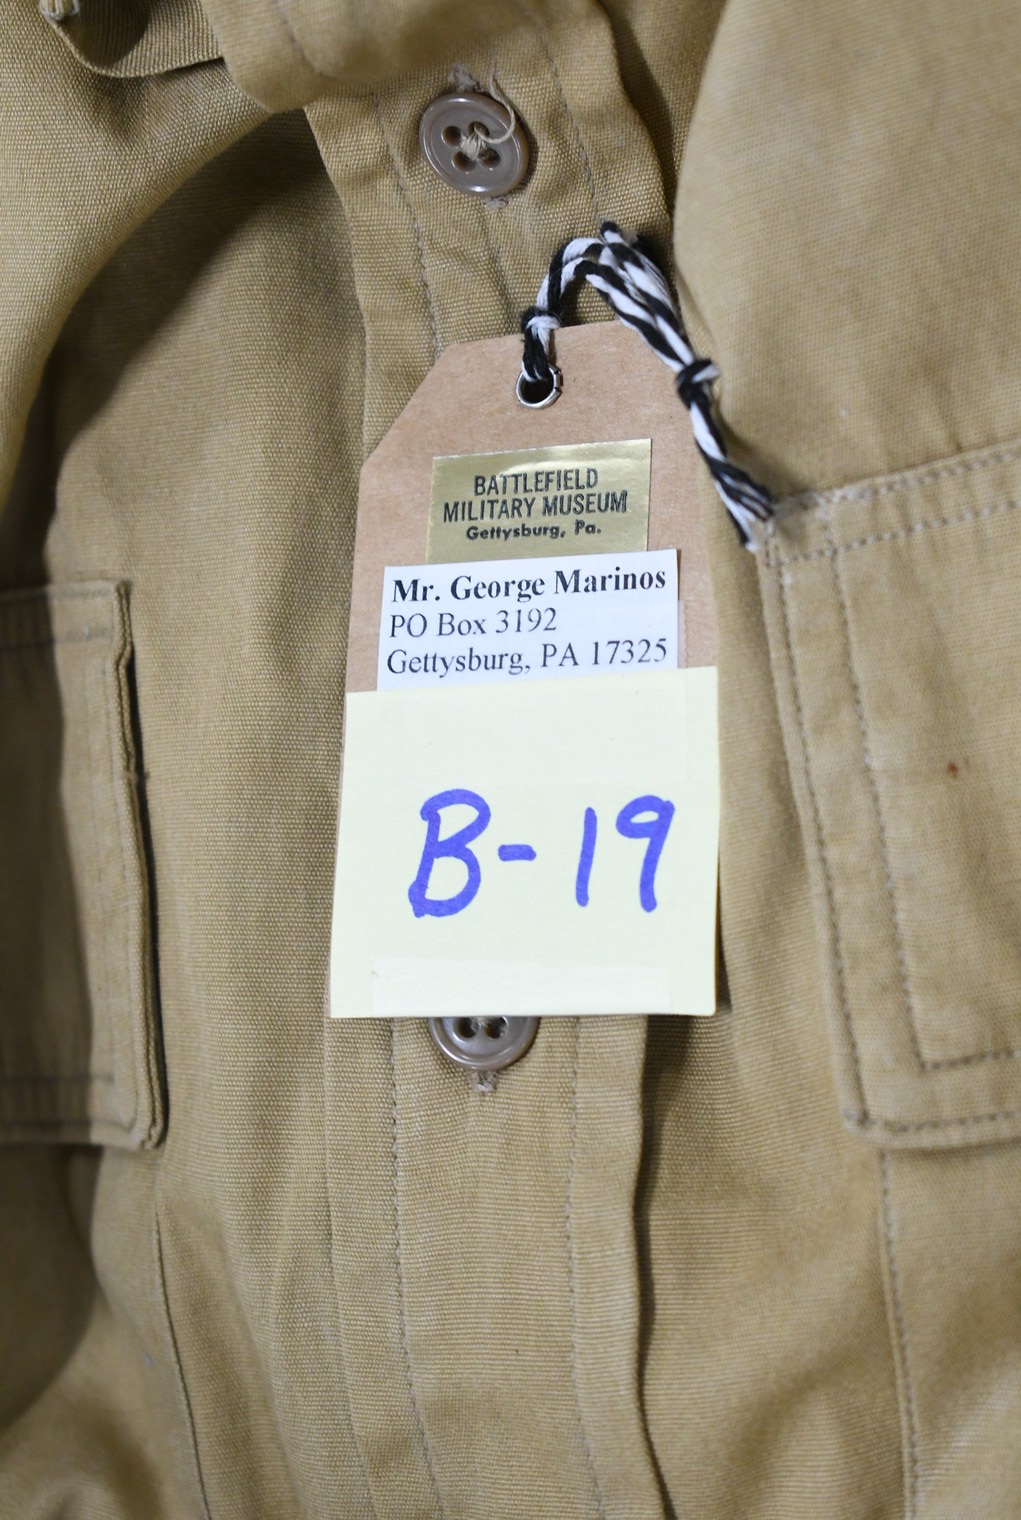 BATTLEFIELD
MILITARY MUSEUM
Gettysburg, Pa.
Mr. George Marinos
PO Box 3192
Gettysburg, PA 17325
B-19